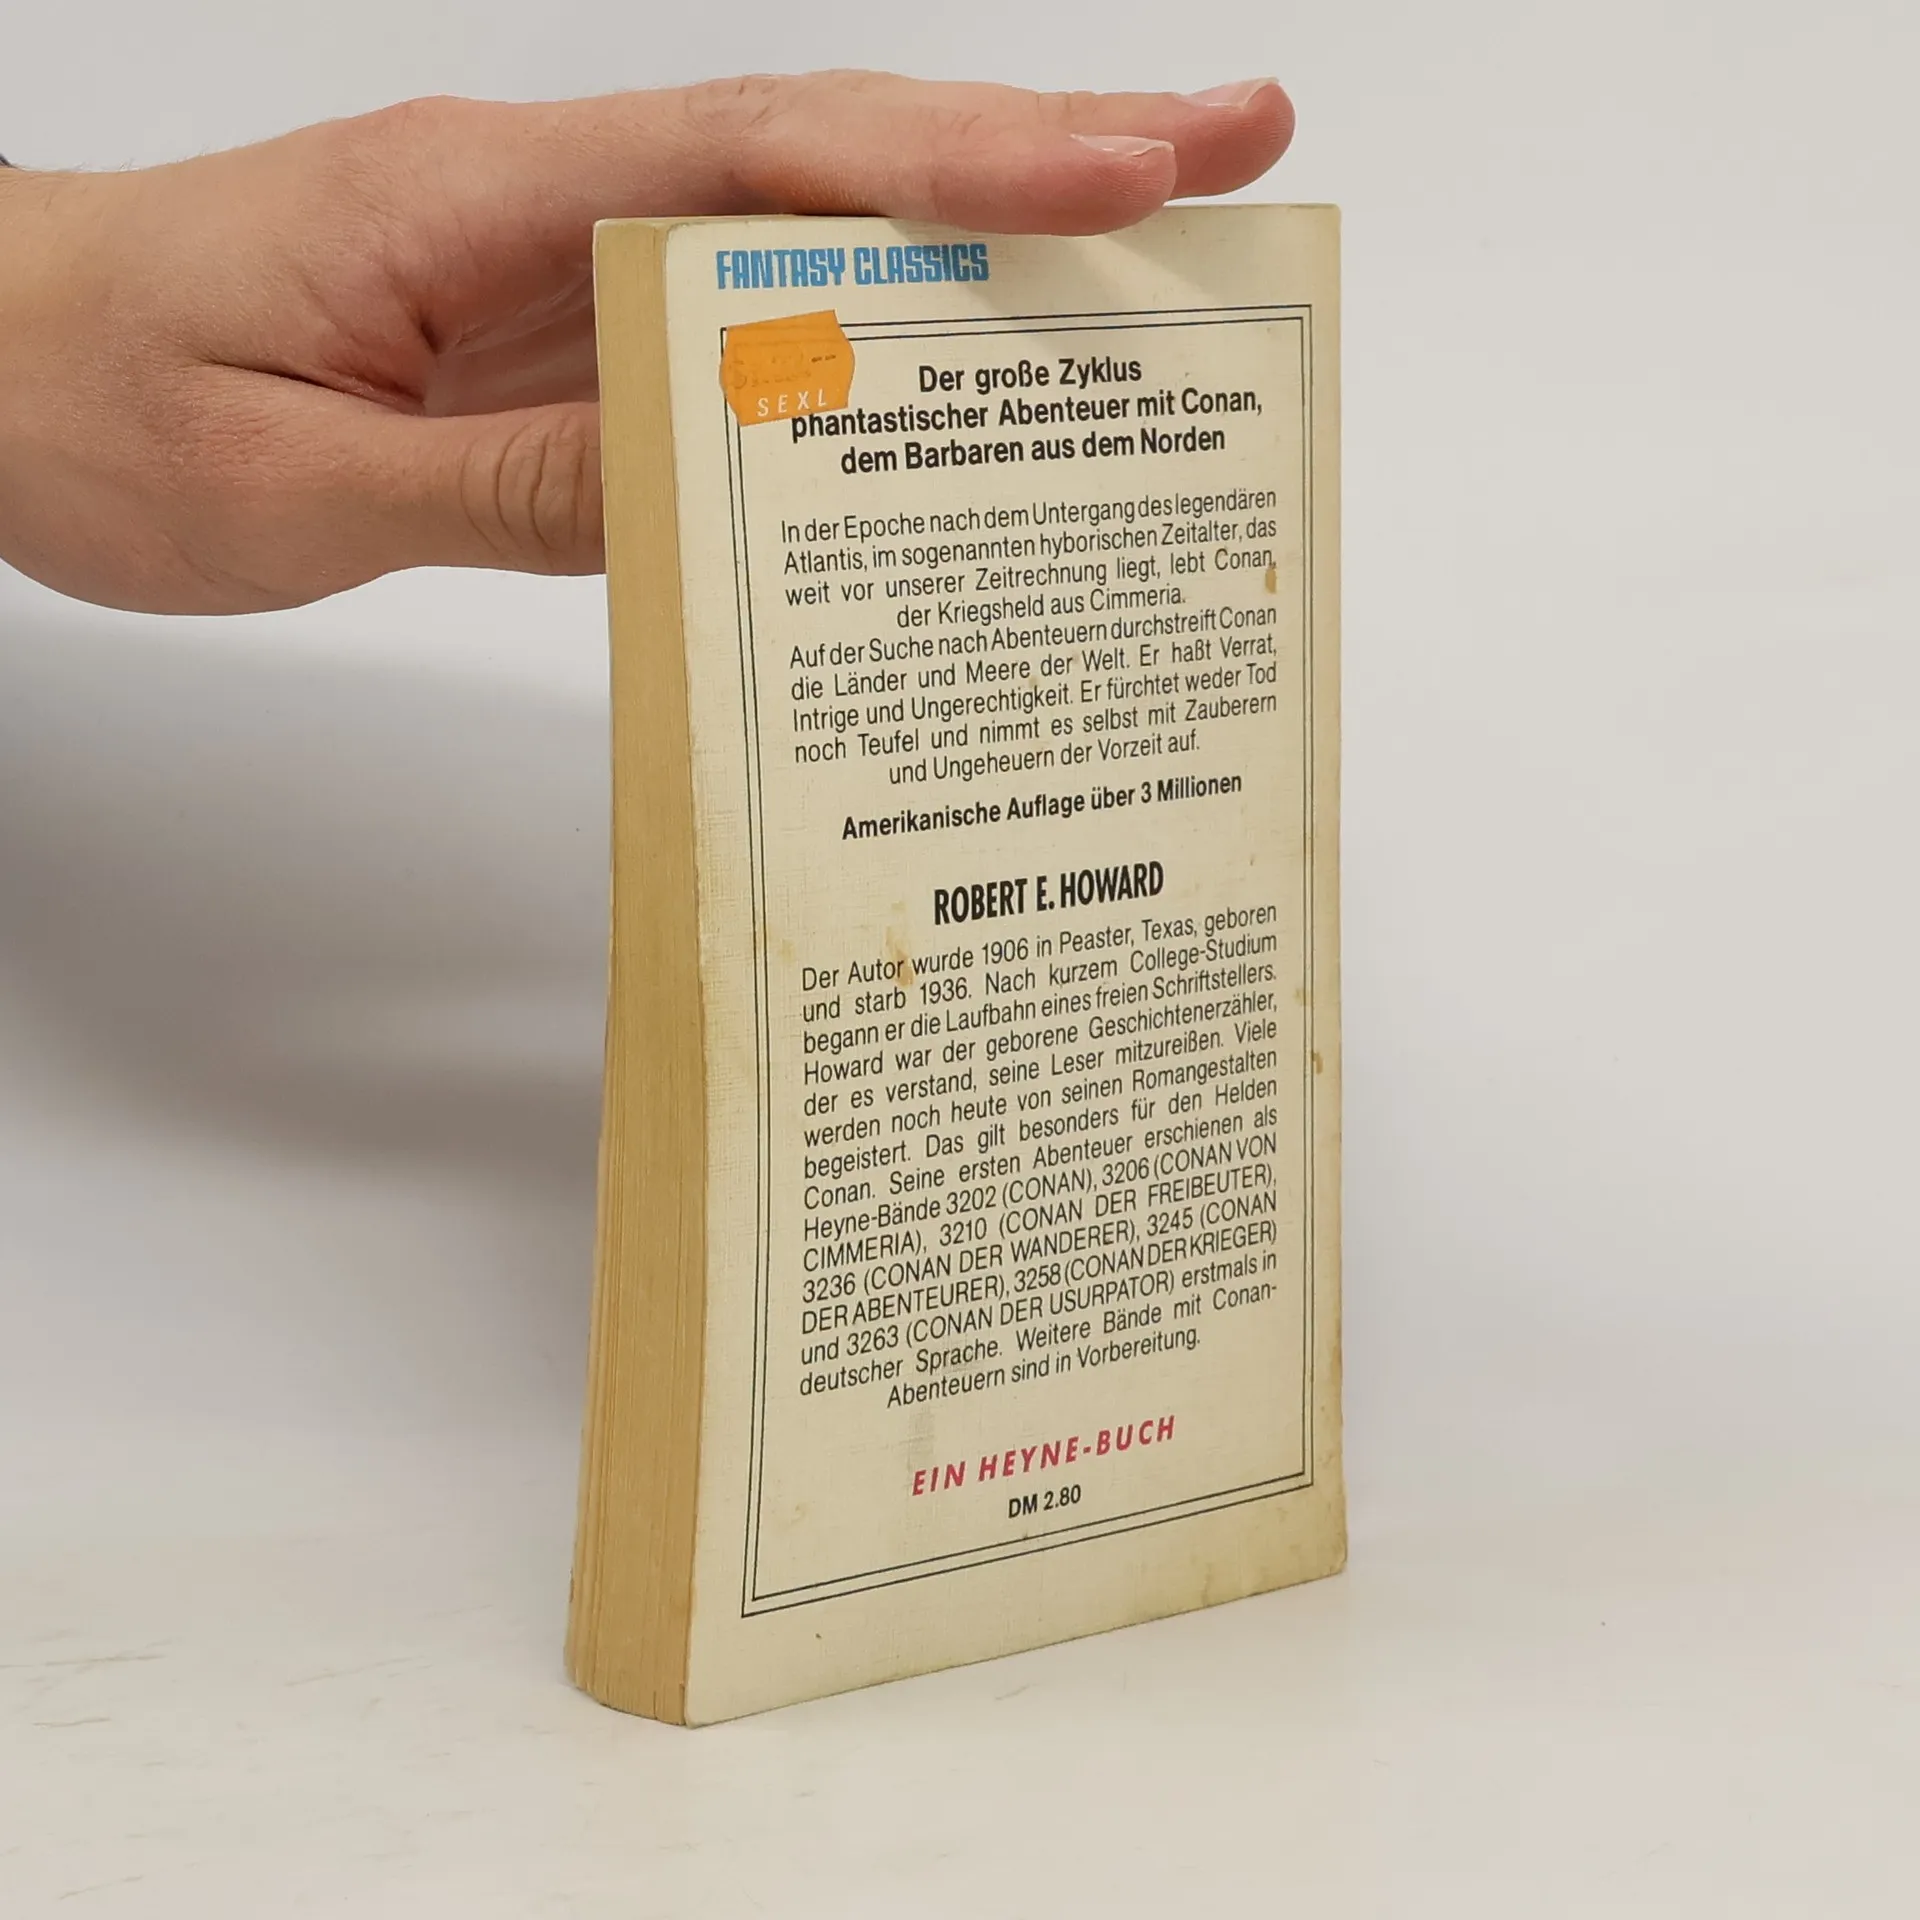 FANTASY CLASSICS
SEXL
Der große Zyklus
phantastischer Abenteuer mit Conan,
dem Barbaren aus dem Norden
In der Epoche nach dem Untergang des legendären
Atlantis, im sogenannten hyborischen Zeitalter, das
weit vor unserer Zeitrechnung liegt, lebt Conan,
der Kriegsheld aus Cimmeria.
Auf der Suche nach Abenteuern durchstreift Conan
die Länder und Meere der Welt. Er haßt Verrat,
Intrige und Ungerechtigkeit. Er fürchtet weder Tod
noch Teufel und nimmt es selbst mit Zauberern
und Ungeheuern der Vorzeit auf.
Amerikanische Auflage über 3 Millionen
ROBERT E. HOWARD
Der Autor wurde 1906 in Peaster, Texas, geboren
und starb 1936. Nach kurzem College-Studium
begann er die Laufbahn eines freien Schriftstellers.
Howard war der geborene Geschichtenerzähler,
der es verstand, seine Leser mitzureißen. Viele
werden noch heute von seinen Romangestalten
begeistert. Das gilt besonders für den Helden
Conan. Seine ersten Abenteuer erschienen als
Heyne-Bände 3202 (CONAN), 3206 (CONAN VON
CIMMERIA), 3210 (CONAN DER FREIBEUTER),
3236 (CONAN DER WANDERER), 3245 (CONAN
DER ABENTEURER), 3258 (CONAN DER KRIEGER)
und 3263 (CONAN DER USURPATOR) erstmals in
deutscher Sprache. Weitere Bände mit Conan-
Abenteuern sind in Vorbereitung.
EIN HEYNE-BUCH
DM 2.80